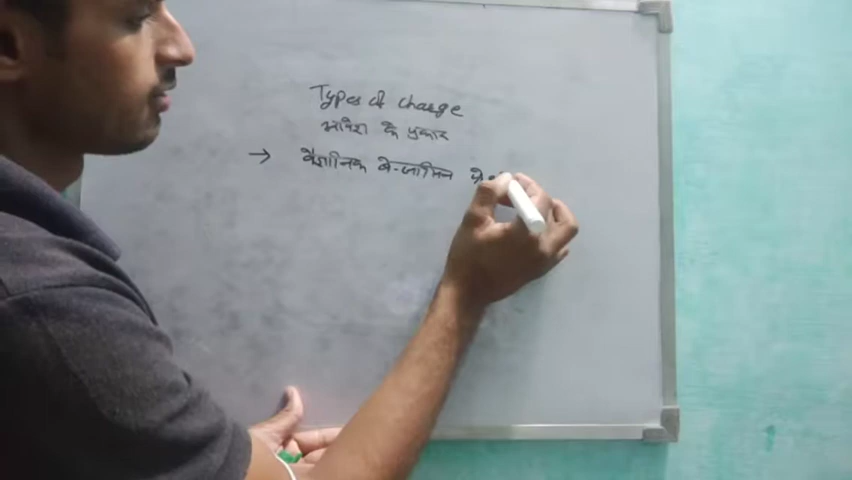 Types of charge
आवेश के प्रकार
→ वैज्ञानिक बेन्जामिन